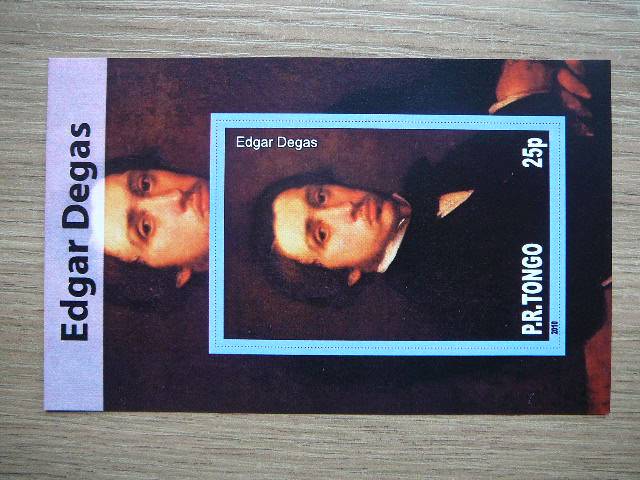 Edgar Degas
Edgar Degas
25p
P.R.TONGO
2010